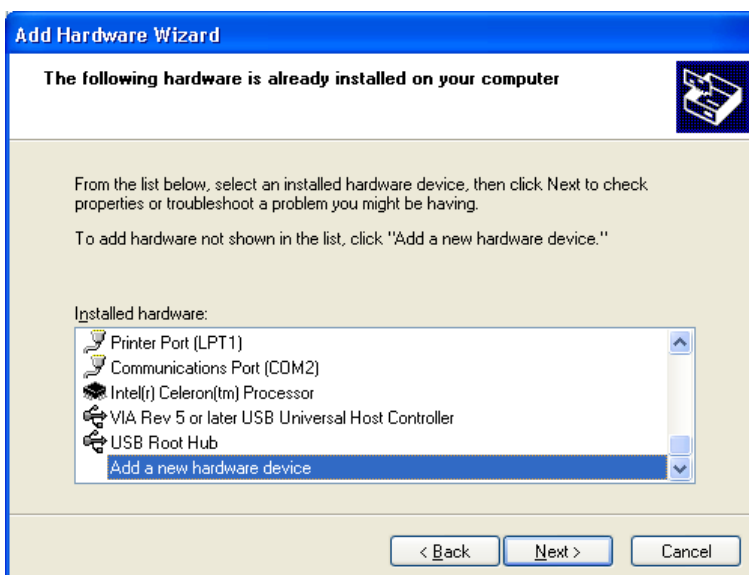 Add Hardware Wizard
The following hardware is already installed on your computer
From the list below, select an installed hardware device, then click Next to check
properties or troubleshoot a problem you might be having.
To add hardware not shown in the list, click "Add a new hardware device."
Installed hardware:
Printer Port (LPT1)
Communications Port (COM2)
Intel(r) Celeron(tm) Processor
VIA Rev 5 or later USB Universal Host Controller
USB Root Hub
Add a new hardware device
< Back Next > Cancel